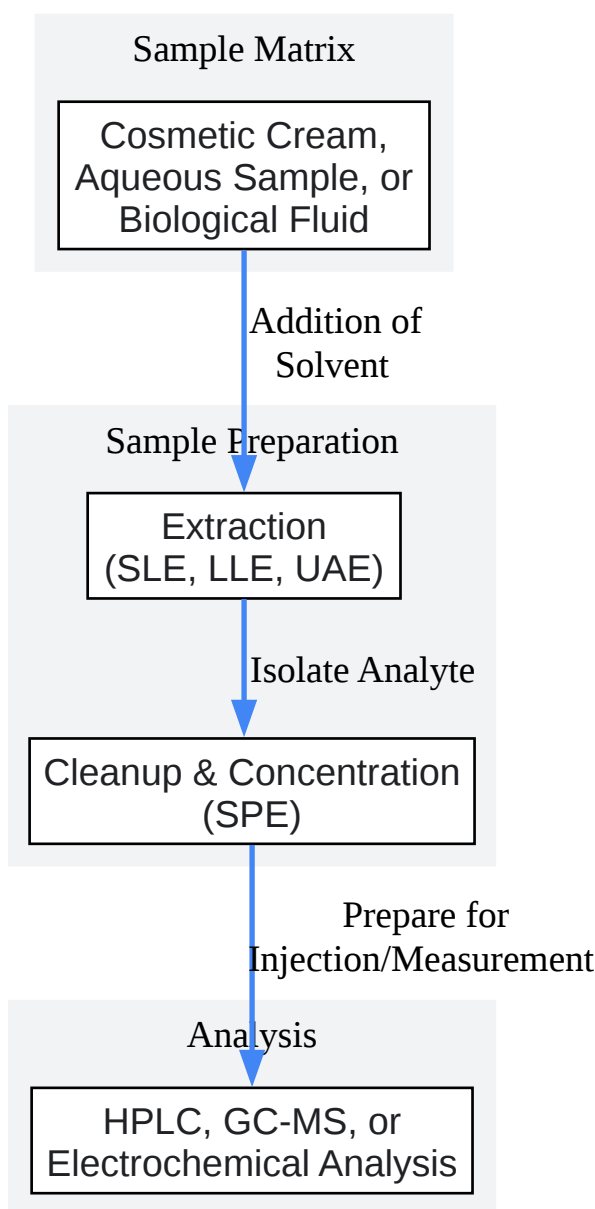 Sample Matrix
Cosmetic Cream,
Aqueous Sample, or
Biological Fluid
Addition of
Solvent
Sample Preparation
Extraction
(SLE, LLE, UAE)
Isolate Analyte
Cleanup & Concentration
(SPE)
Prepare for
Injection/Measurement
Analysis
HPLC, GC-MS, or
Electrochemical Analysis